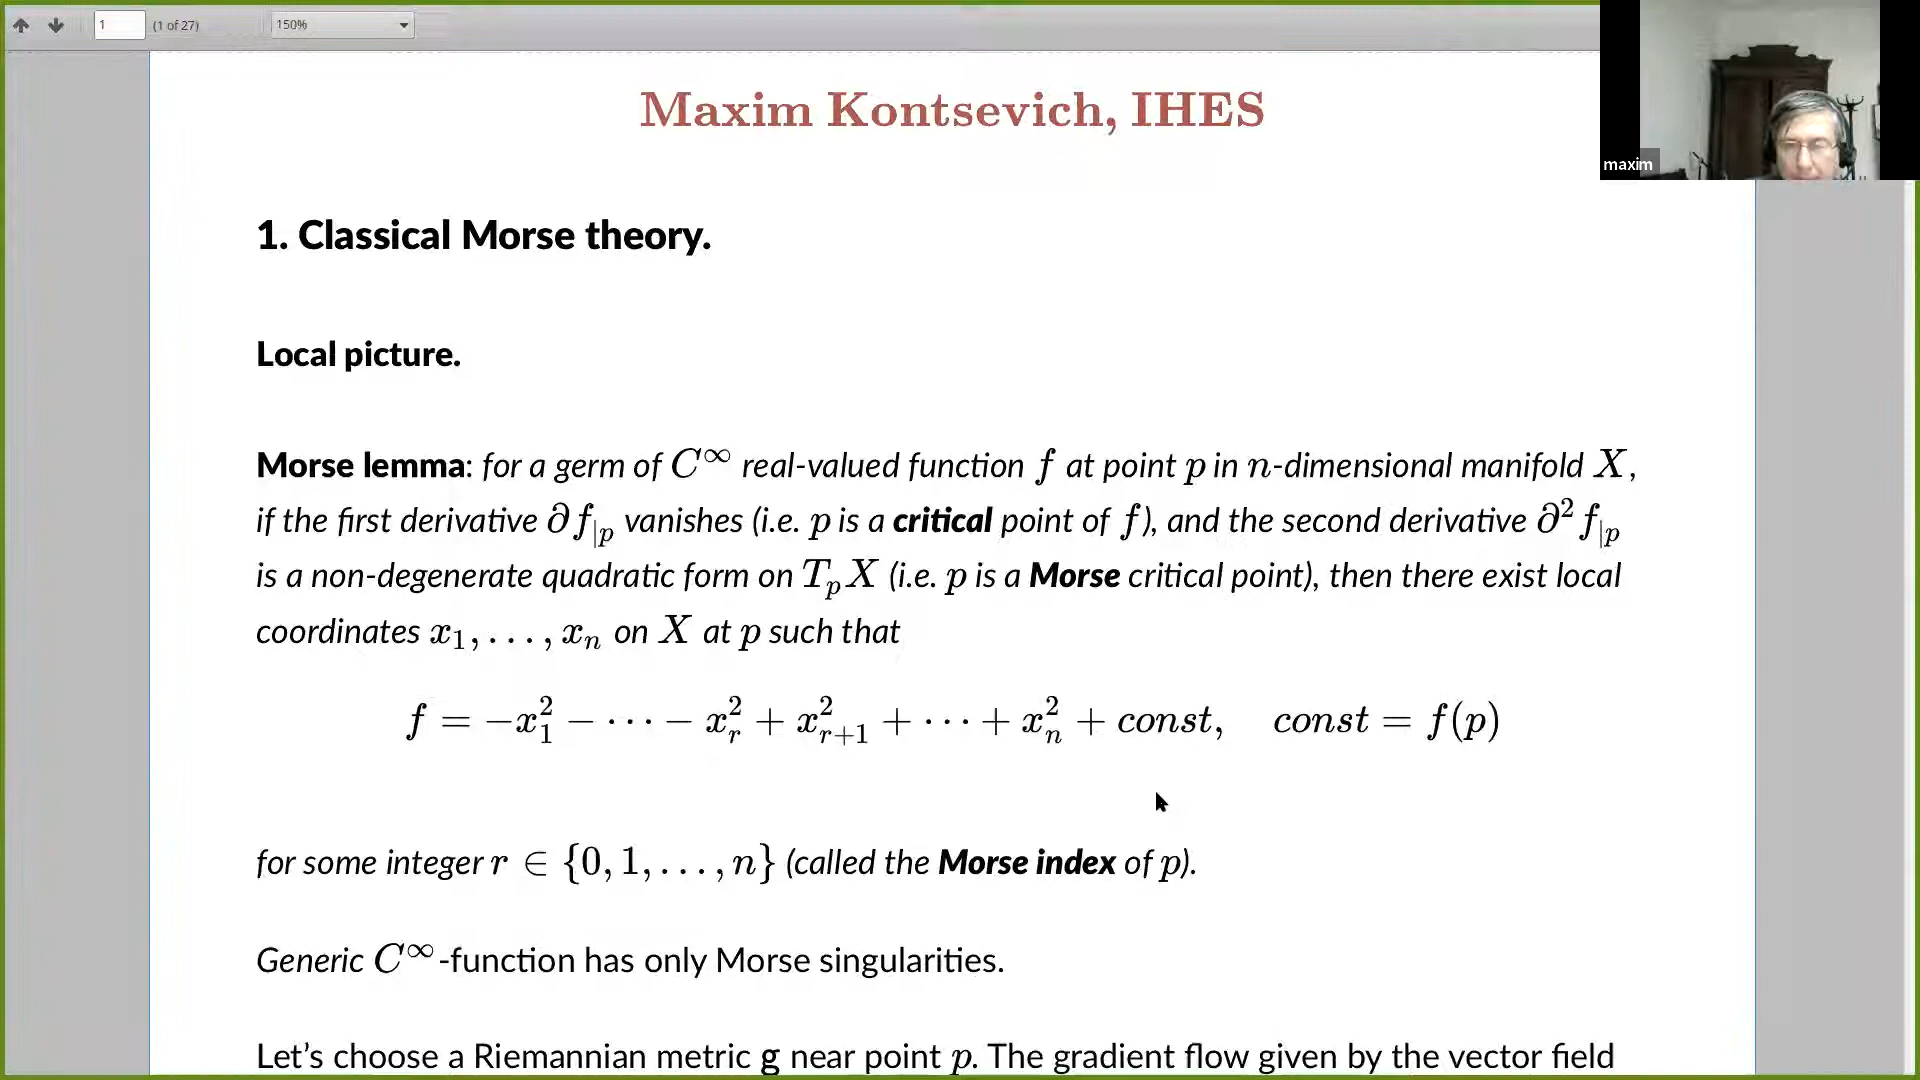 1 (1 of 27) 150%
maxim
Maxim Kontsevich, IHES
1. Classical Morse theory.
Local picture.
Morse lemma: for a germ of C^∞ real-valued function f at point p in n-dimensional manifold X,
if the first derivative ∂f_{|p} vanishes (i.e. p is a critical point of f), and the second derivative ∂²f_{|p}
is a non-degenerate quadratic form on T_pX (i.e. p is a Morse critical point), then there exist local
coordinates x_1, . . . , x_n on X at p such that
f = −x_1^2 − · · · − x_r^2 + x_{r+1}^2 + · · · + x_n^2 + const, const = f(p)
for some integer r ∈ {0, 1, . . . , n} (called the Morse index of p).
Generic C^∞-function has only Morse singularities.
Let's choose a Riemannian metric g near point p. The gradient flow given by the vector field